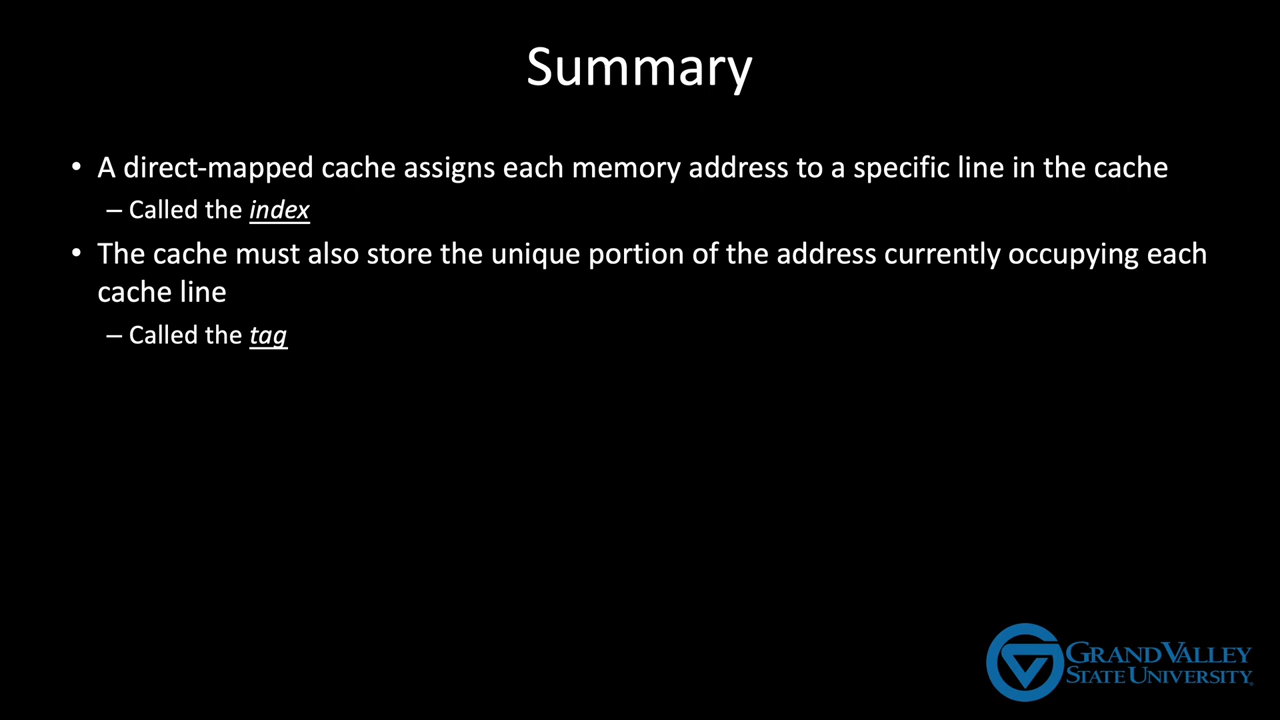 Summary
• A direct-mapped cache assigns each memory address to a specific line in the cache
– Called the index
• The cache must also store the unique portion of the address currently occupying each
cache line
– Called the tag
GRAND VALLEY
STATE UNIVERSITY